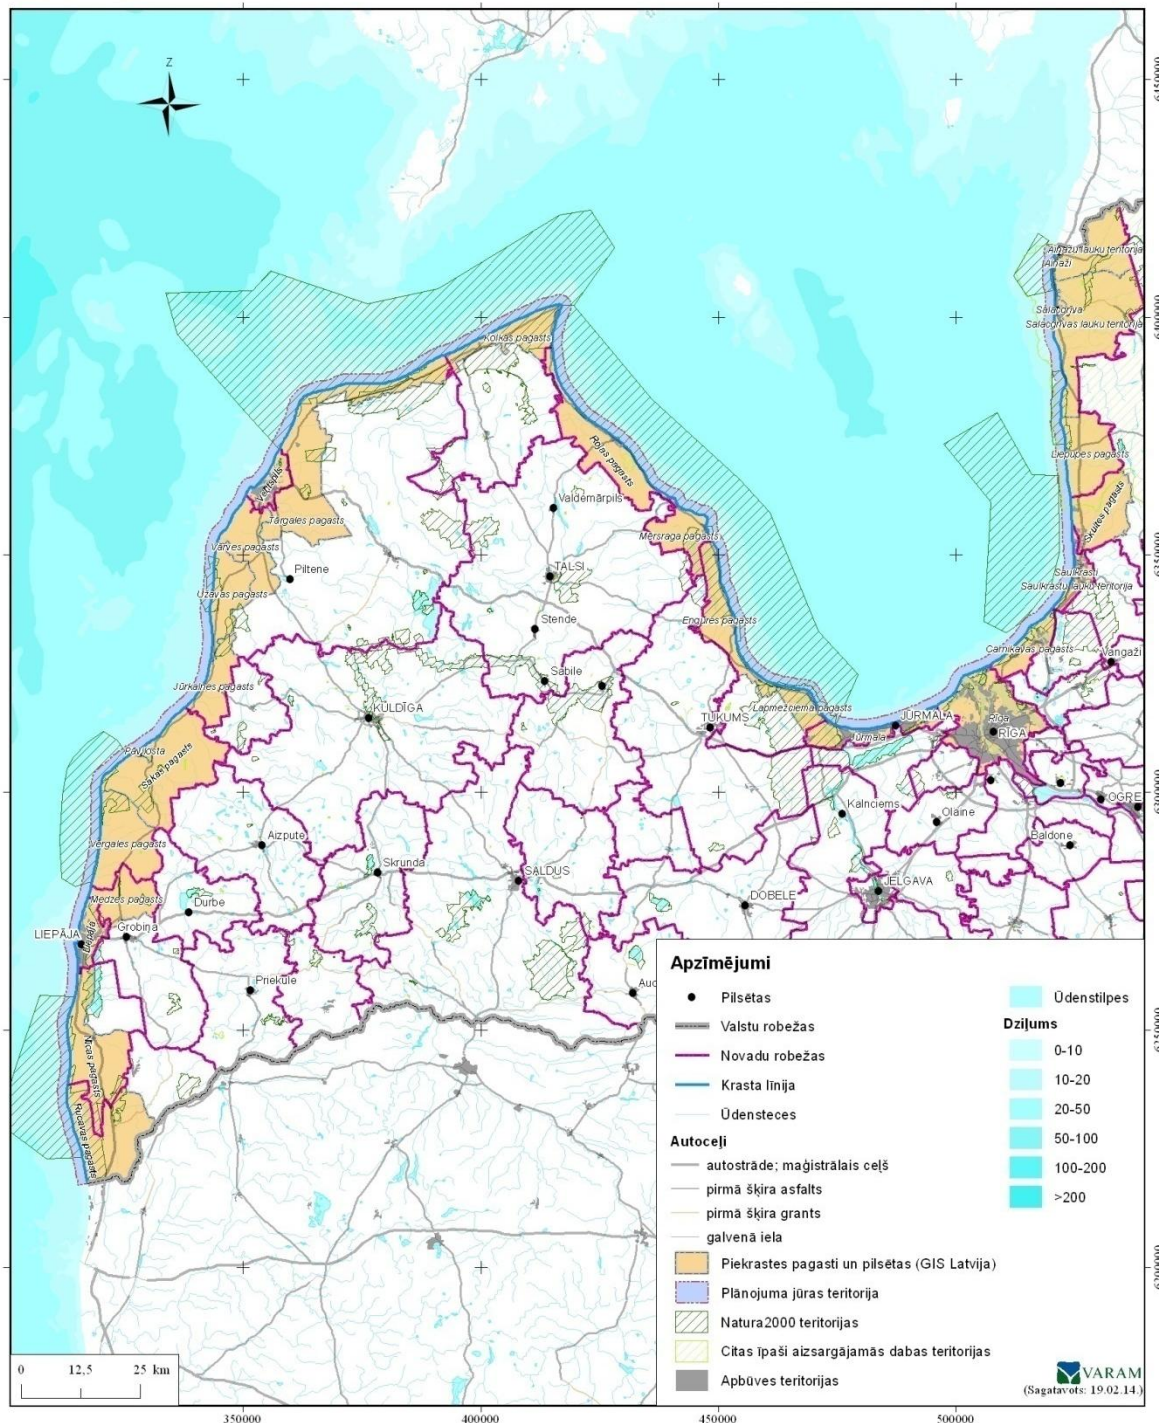 Z
6450000
Ainažu lauku teritorija
Ainaži
Salacgrīva
Salacgrīvas lauku teritorija
6400000
Kolkas pagasts
Rojas pagasts
Liepupes pagasts
Skultes pagasts
Ventspils
Valdemārpils
Tārgales pagasts
Mērsraga pagasts
Vārves pagasts
6350000
Saulkrasti
Saulkrastu lauku teritorija
Piltene
TALSI
Užavas pagasts
Engures pagasts
Stende
Carnikavas pagasts
Vangaži
Sabile
Jūrkalnes pagasts
KULDĪGA
Lapmežciema pagasts
TUKUMS
JŪRMALA
Jūrmala
Rīga
RĪGA
Pāvilosta
Sakas pagasts
6300000
OGRE
Kalnciems
Olaine
Baldone
Vērgales pagasts
Aizpute
Skrunda
SALDUS
JELGAVA
DOBELE
Medzes pagasts
Durbe
LIEPĀJA
Liepāja
Grobiņa
Priekule
Auc
Nīcas pagasts
Rucavas pagasts
6250000
6200000
Apzīmējumi
Pilsētas
Valstu robežas
Novadu robežas
Krasta līnija
Ūdensteces
Autoceļi
autostrāde; maģistrālais ceļš
pirmā šķira asfalts
pirmā šķira grants
galvenā iela
Piekrastes pagasti un pilsētas (GIS Latvija)
Plānojuma jūras teritorija
Natura2000 teritorijas
Citas īpaši aizsargājamās dabas teritorijas
Apbūves teritorijas
Ūdenstilpes
Dziļums
0-10
10-20
20-50
50-100
100-200
>200
VARAM
(Sagatavots: 19.02.14.)
0 12,5 25 km
350000 400000 450000 500000